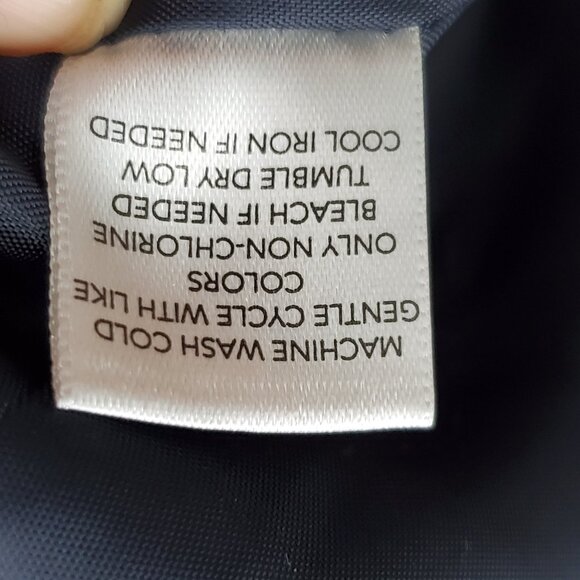 MACHINE WASH COLD
GENTLE CYCLE WITH LIKE
COLORS
ONLY NON-CHLORINE
BLEACH IF NEEDED
TUMBLE DRY LOW
COOL IRON IF NEEDED